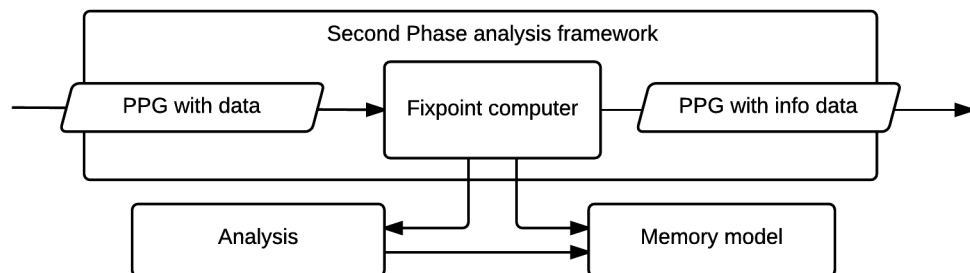 Second Phase analysis framework
PPG with data
Fixpoint computer
PPG with info data
Analysis
Memory model